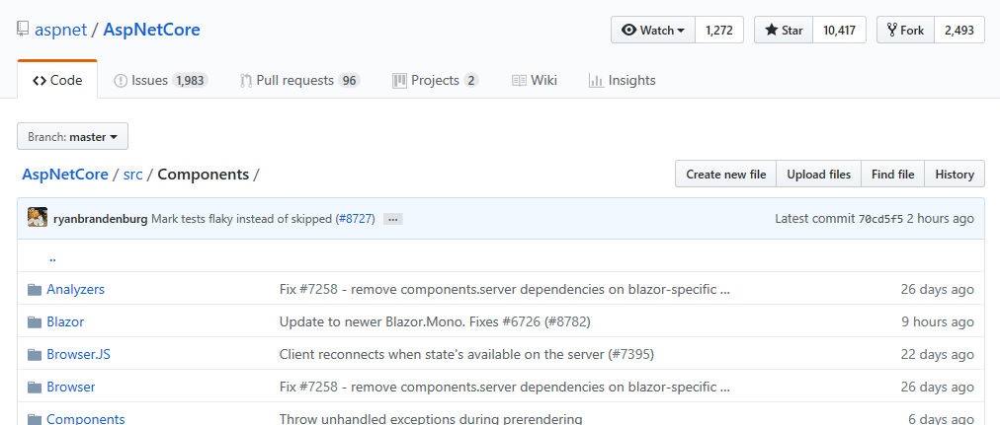 aspnet / AspNetCore Watch 1,272 Star 10,417 Fork 2,493
Code Issues 1,983 Pull requests 96 Projects 2 Wiki Insights
Branch: master
AspNetCore / src / Components / Create new file Upload files Find file History
ryanbrandenburg Mark tests flaky instead of skipped (#8727) ... Latest commit 70cd5f5 2 hours ago
..
Analyzers Fix #7258 - remove components.server dependencies on blazor-specific ... 26 days ago
Blazor Update to newer Blazor.Mono. Fixes #6726 (#8782) 9 hours ago
Browser.JS Client reconnects when state's available on the server (#7395) 22 days ago
Browser Fix #7258 - remove components.server dependencies on blazor-specific ... 26 days ago
Components Throw unhandled exceptions during prerendering 6 days ago